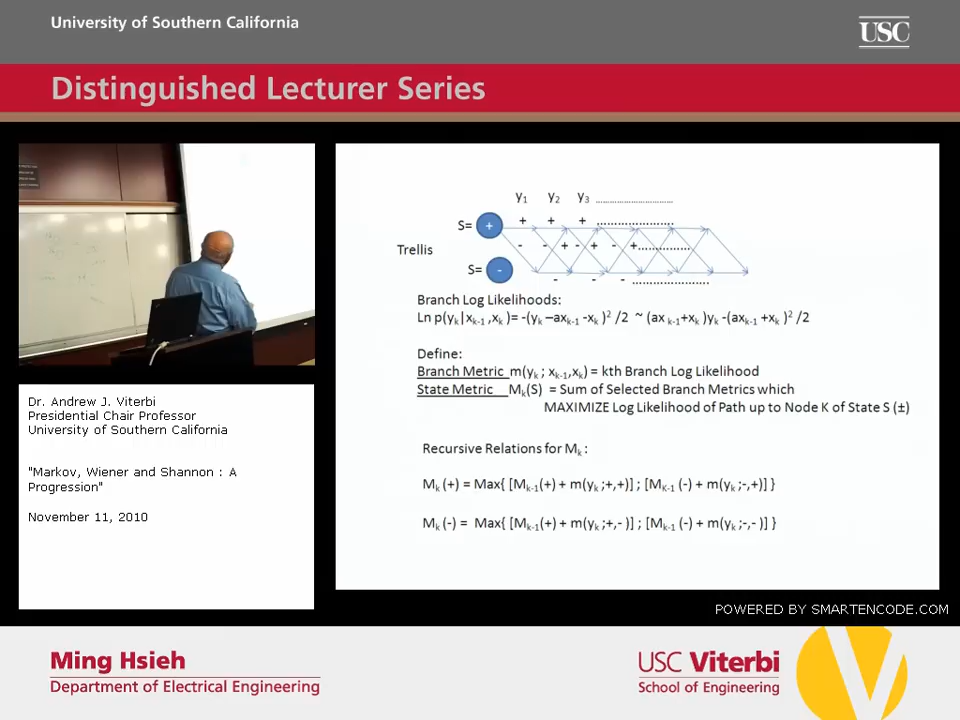 University of Southern California
USC
Distinguished Lecturer Series
y1 y2 y3 ...............................
S= + + + + ........................
Trellis - - + - + - +................
S= - - - - ........................
Branch Log Likelihoods:
Ln p(yk|xk-1 ,xk )= -(yk –axk-1 -xk )2 /2 ~ (ax k-1+xk )yk -(axk-1 +xk )2 /2
Define:
Branch Metric m(yk ; xk-1,xk) = kth Branch Log Likelihood
State Metric Mk(S) = Sum of Selected Branch Metrics which
MAXIMIZE Log Likelihood of Path up to Node K of State S (±)
Recursive Relations for Mk :
Mk (+) = Max{ [Mk-1(+) + m(yk ;+,+)] ; [MK-1 (-) + m(yk ;-,+)] }
Mk (-) = Max{ [Mk-1(+) + m(yk ;+,- )] ; [Mk-1 (-) + m(yk ;-,- )] }
Dr. Andrew J. Viterbi
Presidential Chair Professor
University of Southern California
"Markov, Wiener and Shannon : A
Progression"
November 11, 2010
POWERED BY SMARTENCODE.COM
Ming Hsieh
Department of Electrical Engineering
USC Viterbi
School of Engineering